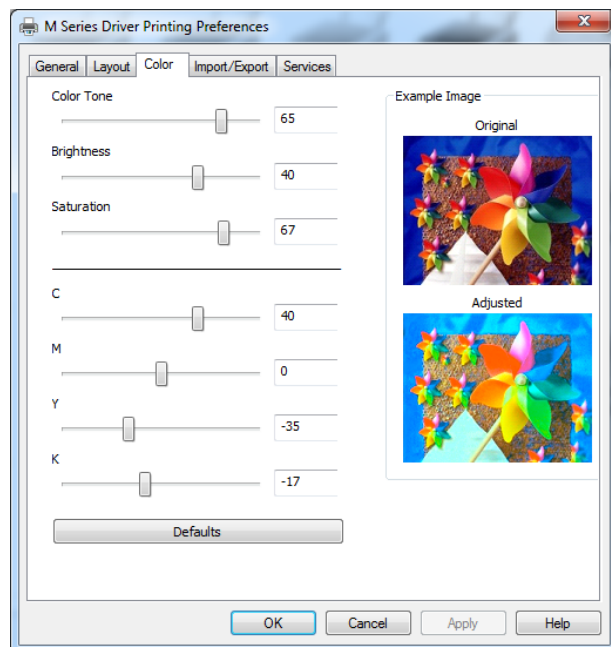 M Series Driver Printing Preferences
General Layout Color Import/Export Services
Color Tone
65
Brightness
40
Saturation
67
C
40
M
0
Y
-35
K
-17
Defaults
Example Image
Original
Adjusted
OK Cancel Apply Help